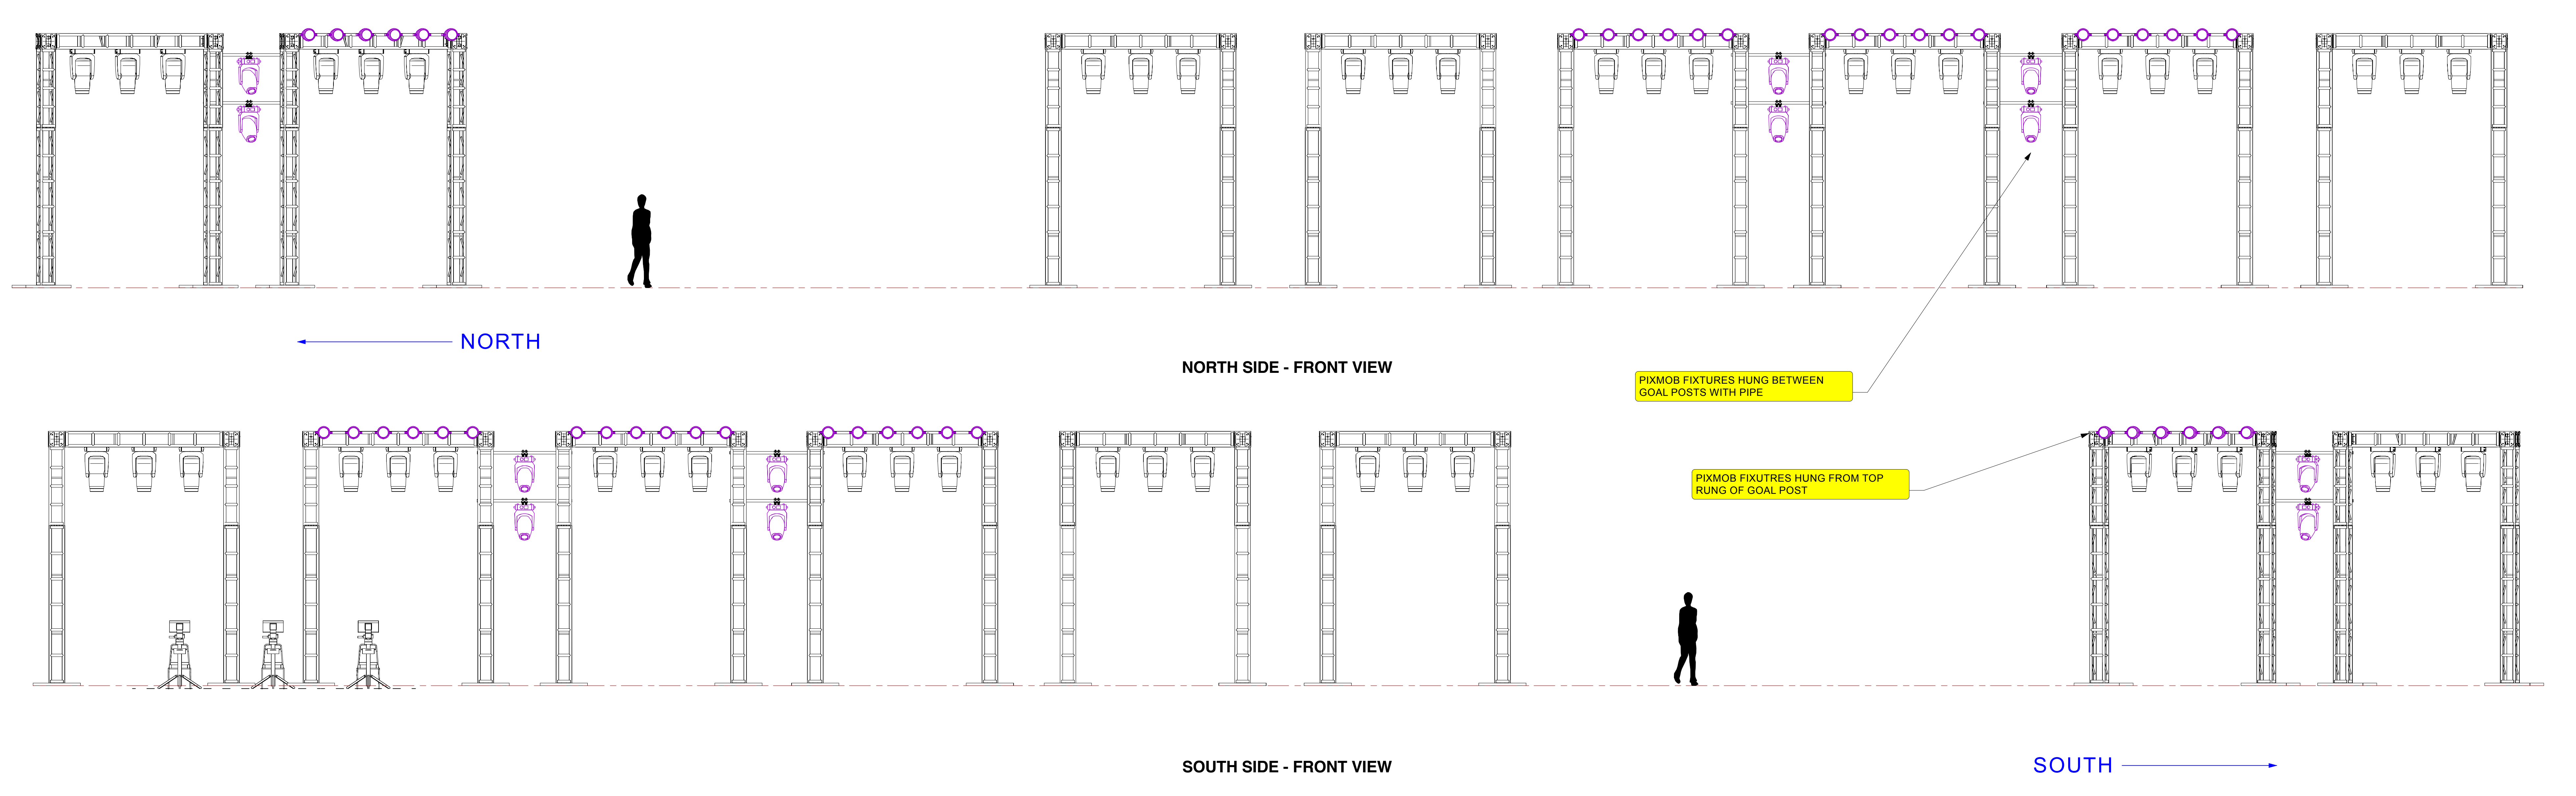 NORTH
NORTH SIDE - FRONT VIEW
PIXMOB FIXTURES HUNG BETWEEN
GOAL POSTS WITH PIPE
PIXMOB FIXUTRES HUNG FROM TOP
RUNG OF GOAL POST
SOUTH SIDE - FRONT VIEW
SOUTH